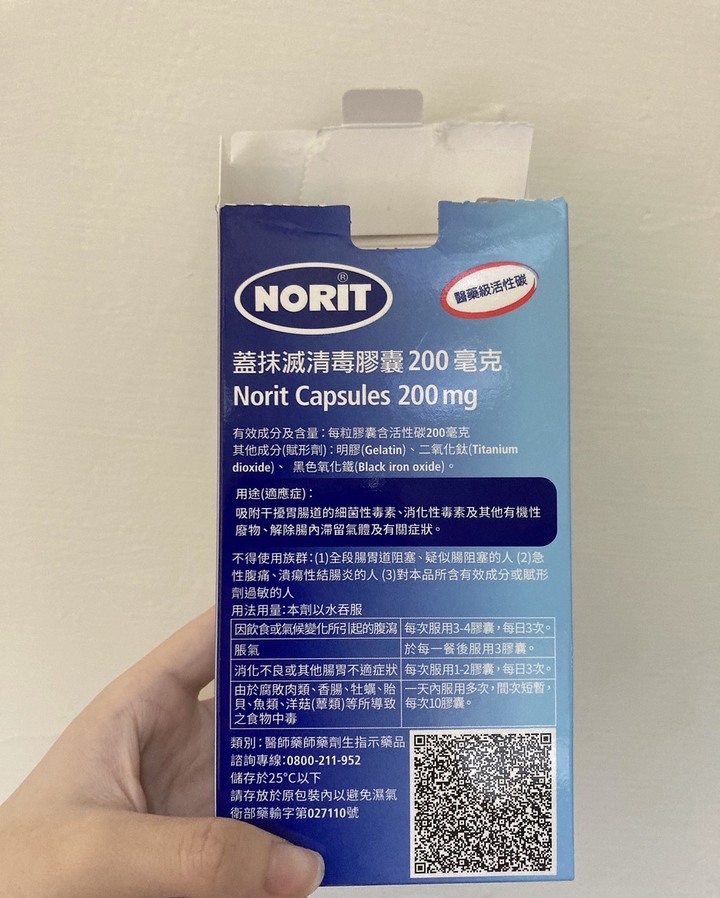 NORIT®
醫藥級活性碳
蓋抹滅清毒膠囊 200 毫克
Norit Capsules 200 mg
有效成分及含量：每粒膠囊含活性碳200毫克
其他成分(賦形劑)：明膠(Gelatin)、二氧化鈦(Titanium
dioxide)、 黑色氧化鐵(Black iron oxide)。
用途(適應症)：
吸附干擾胃腸道的細菌性毒素、消化性毒素及其他有機性
廢物、解除腸內滯留氣體及有關症狀。
不得使用族群：(1)全段腸胃道阻塞、疑似腸阻塞的人 (2)急
性腹痛、潰瘍性結腸炎的人 (3)對本品所含有效成分或賦形
劑過敏的人
用法用量：本劑以水吞服
因飲食或氣候變化所引起的腹瀉 每次服用3-4膠囊，每日3次。
脹氣 於每一餐後服用3膠囊。
消化不良或其他腸胃不適症狀 每次服用1-2膠囊，每日3次。
由於腐敗肉類、香腸、牡蠣、貽 一天內服用多次，間次短暫，
貝、魚類、洋菇(蕈類)等所導致 每次10膠囊。
之食物中毒
類別：醫師藥師藥劑生指示藥品
諮詢專線：0800-211-952
儲存於25°C以下
請存放於原包裝內以避免濕氣
衛部藥輸字第027110號